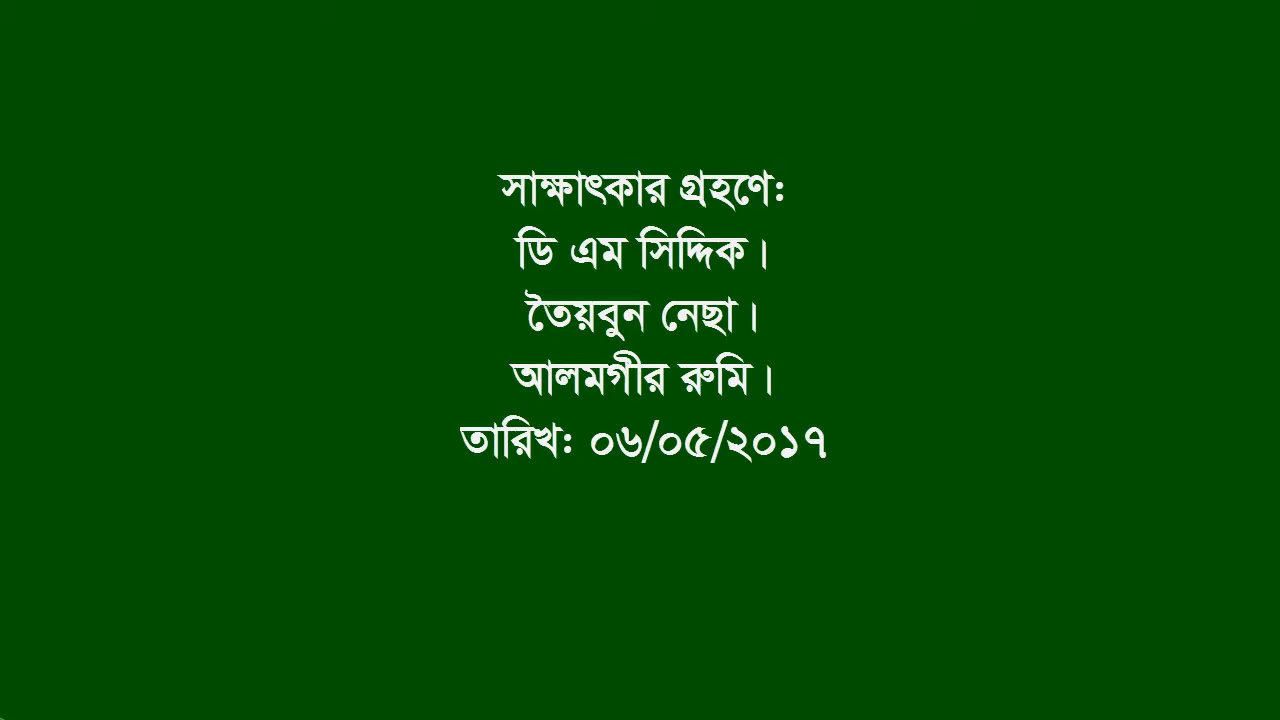 সাক্ষাৎকার গ্রহণে:
ডি এম সিদ্দিক।
তৈয়বুন নেছা।
আলমগীর রুমি।
তারিখ: ০৬/০৫/২০১৭